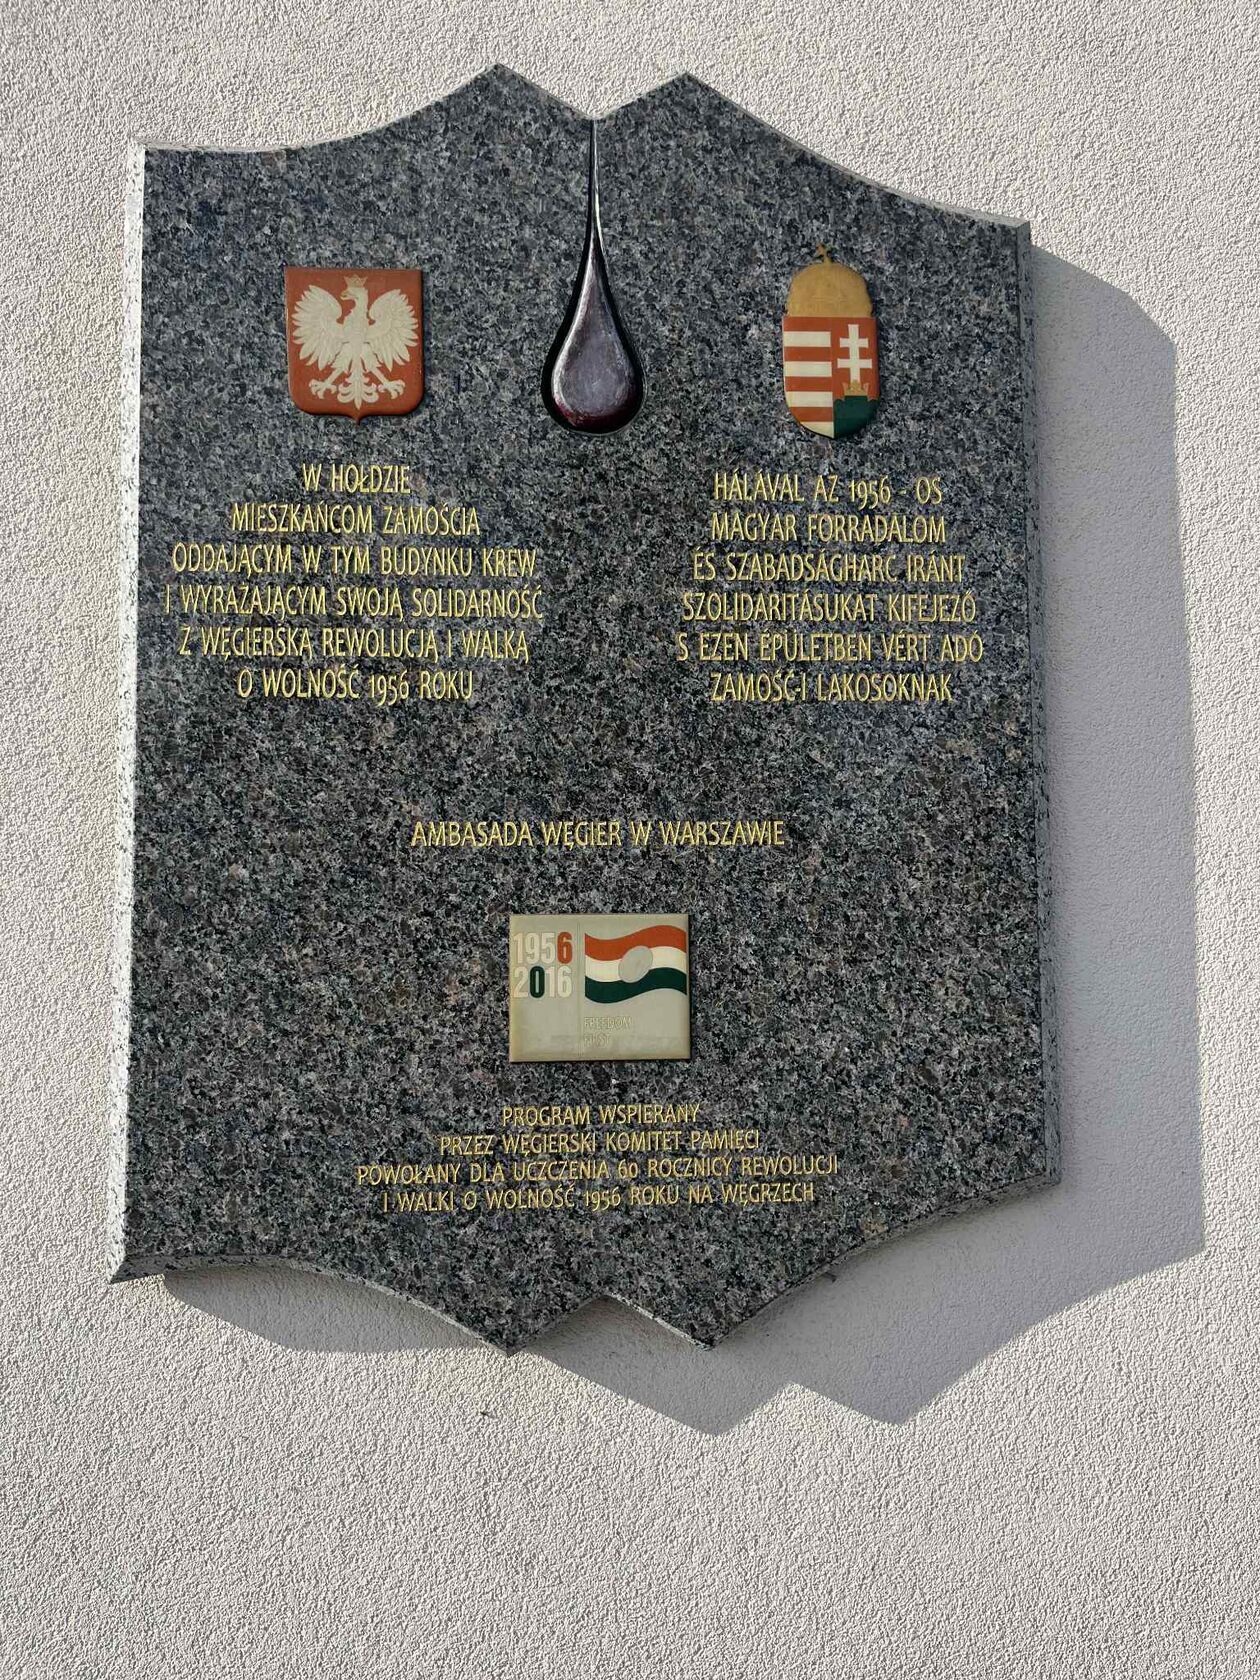 W HOŁDZIE
MIESZKAŃCOM ZAMOŚCIA
ODDAJĄCYM W TYM BUDYNKU KREW
I WYRAŻAJĄCYM SWOJĄ SOLIDARNOŚĆ
Z WĘGIERSKĄ REWOLUCJĄ I WALKĄ
O WOLNOŚĆ 1956 ROKU
HÁLÁVAL AZ 1956 - OS
MAGYAR FORRADALOM
ÉS SZABADSÁGHARC IRÁNT
SZOLIDARITÁSUKAT KIFEJEZŐ
S EZEN ÉPÜLETBEN VÉRT ADÓ
ZAMOŚĆ-I LAKOSOKNAK
AMBASADA WĘGIER W WARSZAWIE
1956
2016
FREEDOM
FIRST
PROGRAM WSPIERANY
PRZEZ WĘGIERSKI KOMITET PAMIĘCI
POWOŁANY DLA UCZCZENIA 60 ROCZNICY REWOLUCJI
I WALKI O WOLNOŚĆ 1956 ROKU NA WĘGRZECH